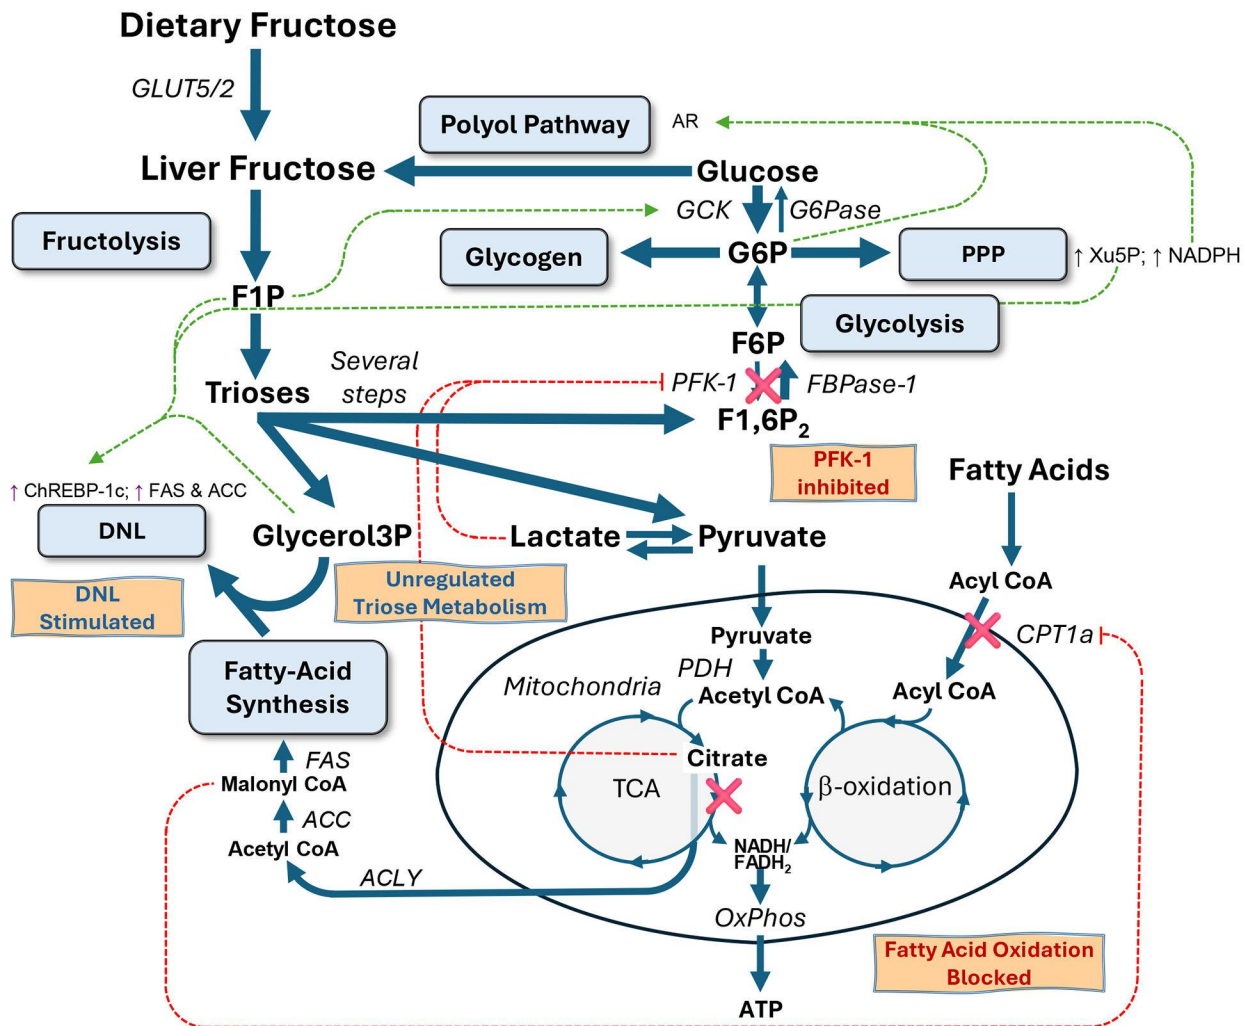 Dietary Fructose
GLUT5/2
Polyol Pathway
AR
Liver Fructose
Glucose
GCK
G6Pase
Fructolysis
Glycogen
G6P
PPP
↑ Xu5P; ↑ NADPH
F1P
Glycolysis
F6P
Several
steps
Trioses
PFK-1
FBPase-1
F1,6P₂
PFK-1
inhibited
Fatty Acids
↑ ChREBP-1c; ↑ FAS & ACC
DNL
Glycerol3P
Lactate
Pyruvate
DNL
Stimulated
Unregulated
Triose Metabolism
Acyl CoA
Pyruvate
CPT1a
Fatty-Acid
Synthesis
PDH
Mitochondria
Acetyl CoA
Acyl CoA
FAS
Citrate
Malonyl CoA
TCA
β-oxidation
ACC
Acetyl CoA
NADH/
FADH₂
ACLY
OxPhos
Fatty Acid Oxidation
Blocked
ATP